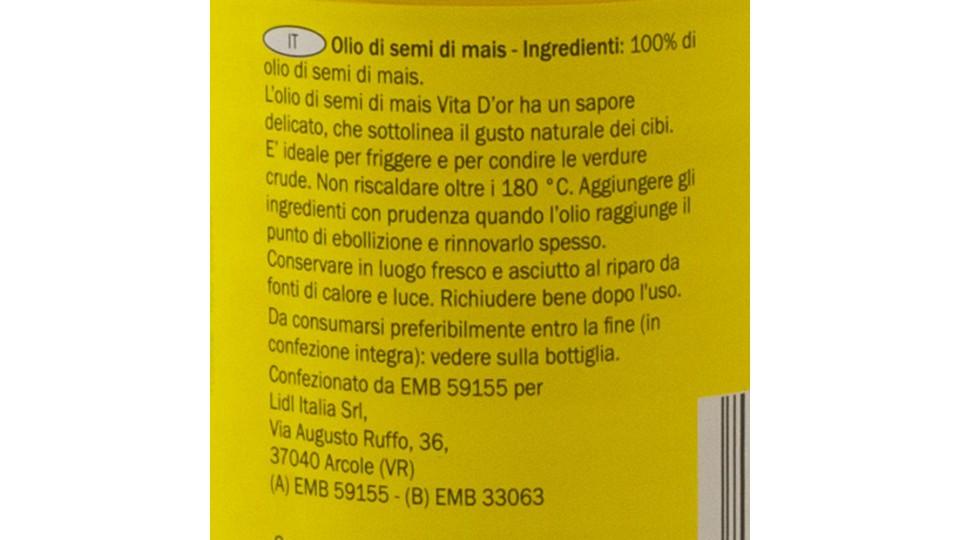 IT Olio di semi di mais - Ingredienti: 100% di
olio di semi di mais.
L'olio di semi di mais Vita D'or ha un sapore
delicato, che sottolinea il gusto naturale dei cibi.
E' ideale per friggere e per condire le verdure
crude. Non riscaldare oltre i 180 °C. Aggiungere gli
ingredienti con prudenza quando l'olio raggiunge il
punto di ebollizione e rinnovarlo spesso.
Conservare in luogo fresco e asciutto al riparo da
fonti di calore e luce. Richiudere bene dopo l'uso.
Da consumarsi preferibilmente entro la fine (in
confezione integra): vedere sulla bottiglia.
Confezionato da EMB 59155 per
Lidl Italia Srl,
Via Augusto Ruffo, 36,
37040 Arcole (VR)
(A) EMB 59155 - (B) EMB 33063